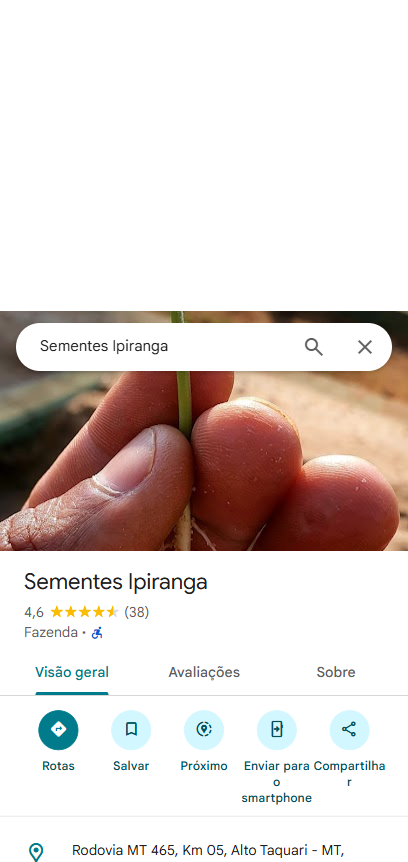 Sementes Ipiranga
Sementes Ipiranga
4,6 (38)
Fazenda ·
Visão geral Avaliações Sobre
Rotas Salvar Próximo Enviar para o smartphone Compartilhar
Rodovia MT 465, Km 05, Alto Taquari - MT,